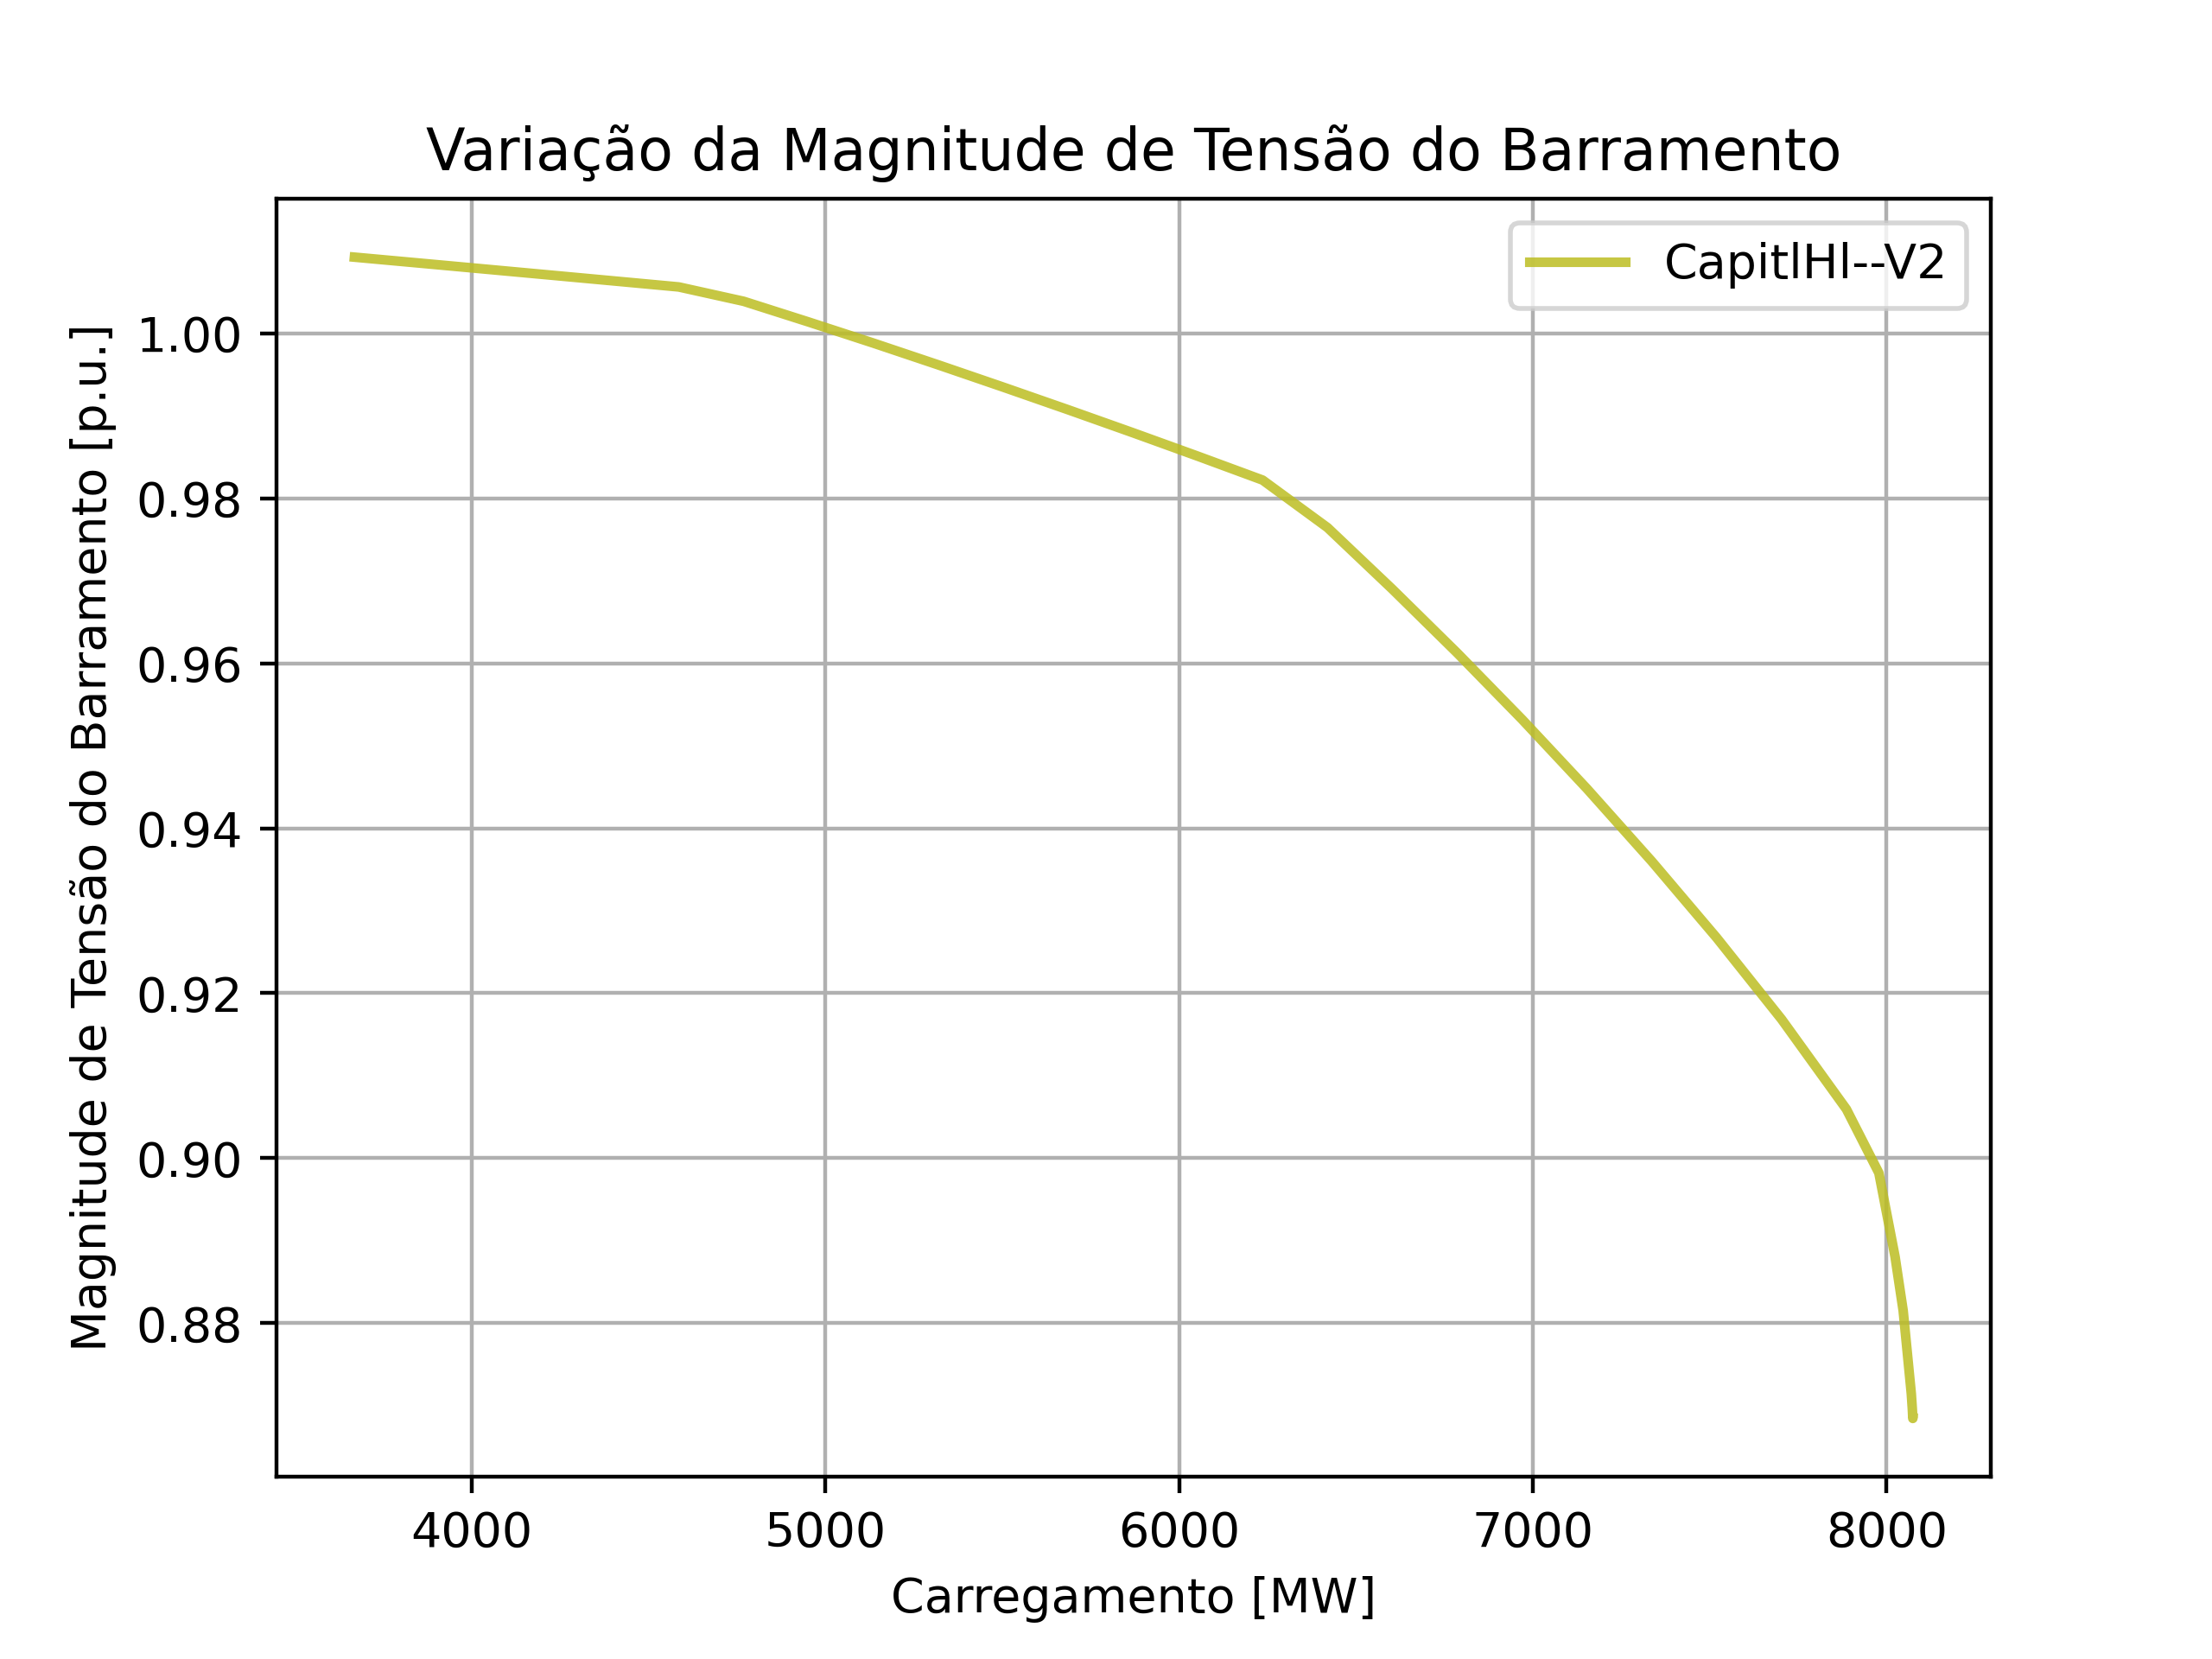 Variação da Magnitude de Tensão do Barramento
CapitlHl--V2
Magnitude de Tensão do Barramento [p.u.]
1.00
0.98
0.96
0.94
0.92
0.90
0.88
4000 5000 6000 7000 8000
Carregamento [MW]